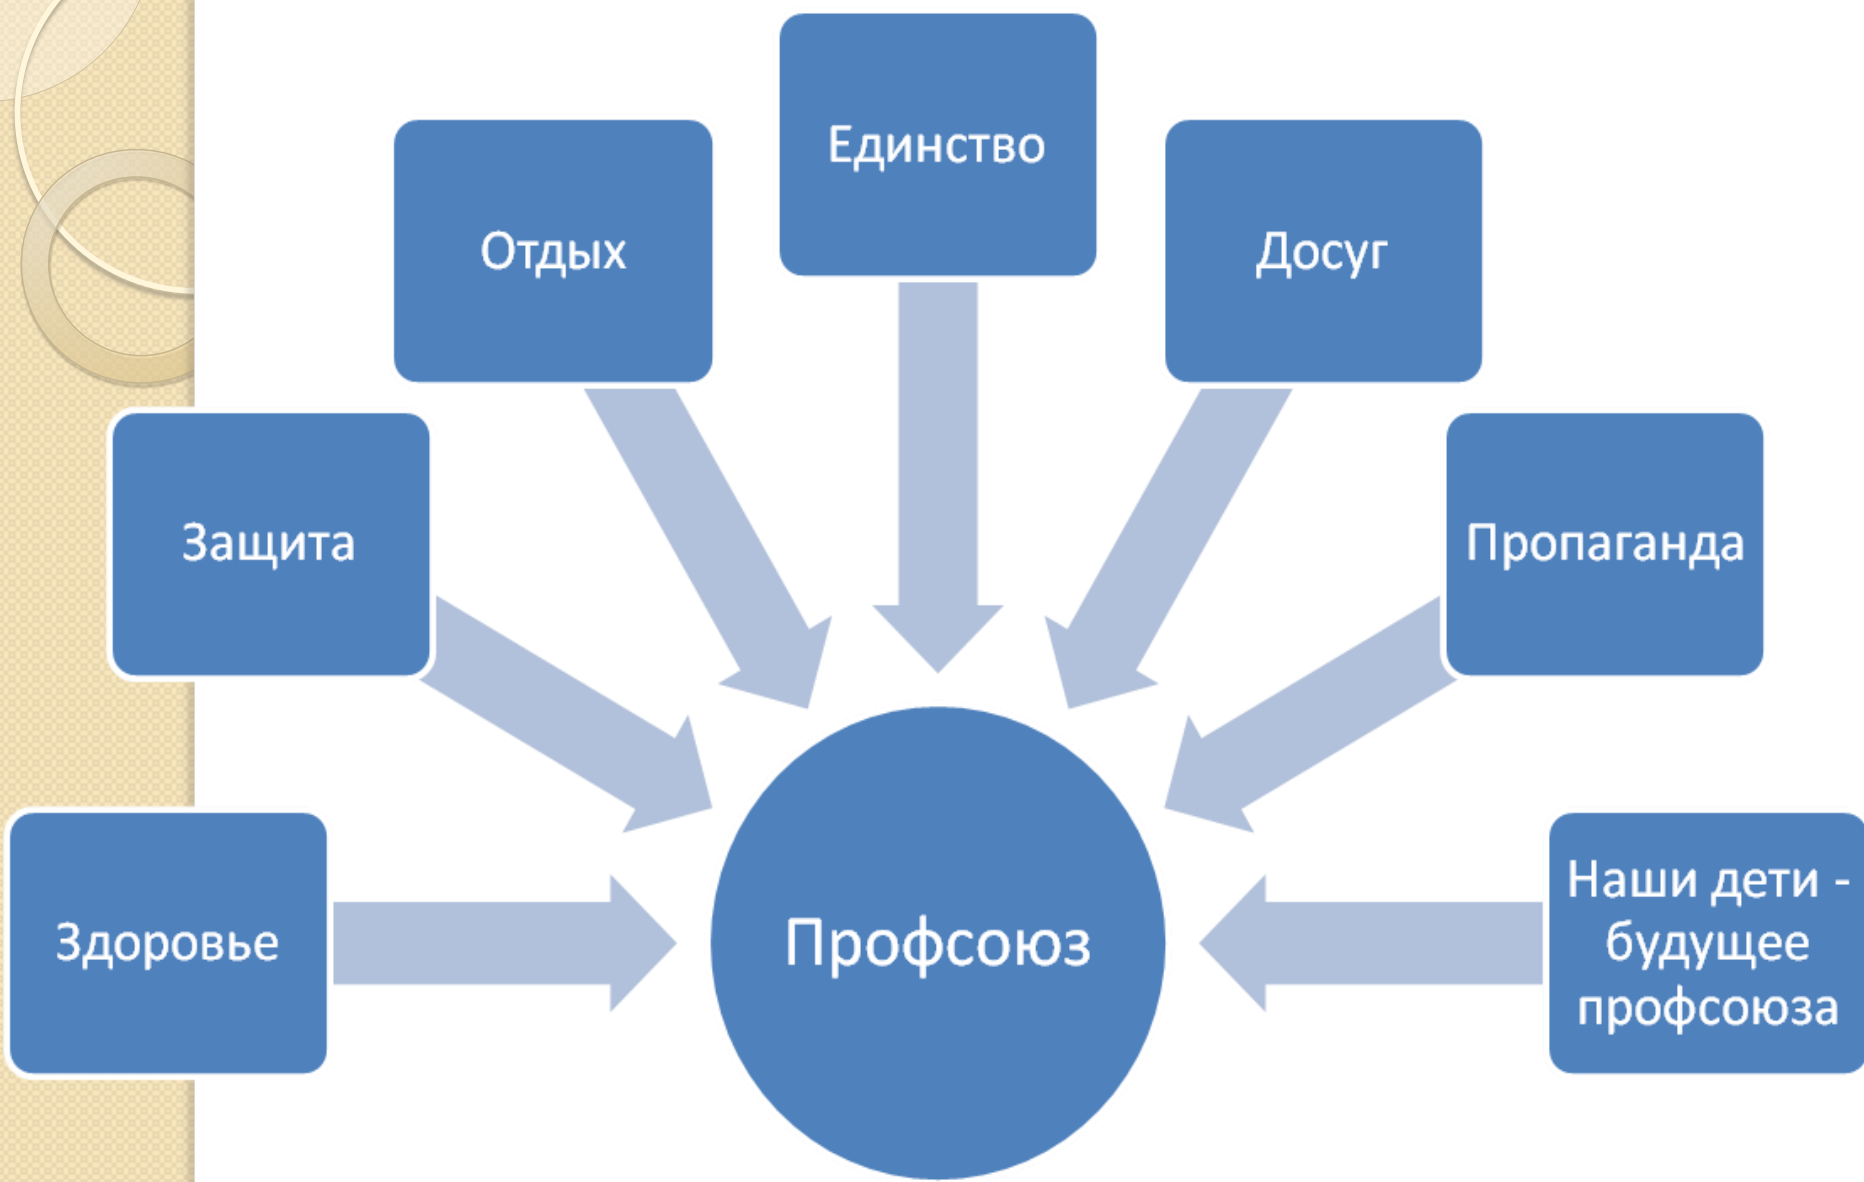 Единство
Отдых
Досуг
Защита
Пропаганда
Здоровье
Профсоюз
Наши дети -
будущее
профсоюза